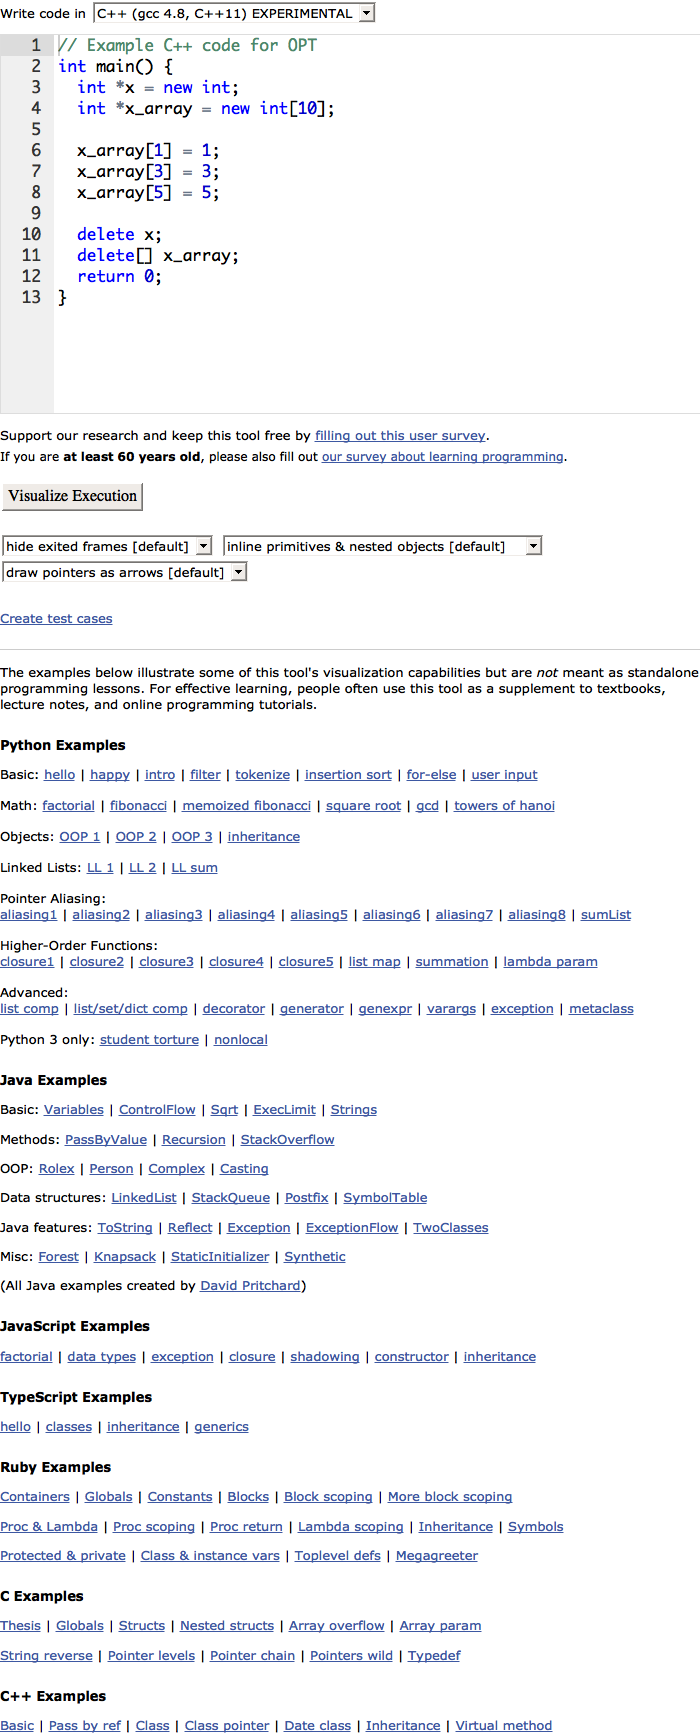 Write code in C++ (gcc 4.8, C++11) EXPERIMENTAL
1 // Example C++ code for OPT
2 int main() {
3 int *x = new int;
4 int *x_array = new int[10];
5
6 x_array[1] = 1;
7 x_array[3] = 3;
8 x_array[5] = 5;
9
10 delete x;
11 delete[] x_array;
12 return 0;
13 }
Support our research and keep this tool free by filling out this user survey.
If you are at least 60 years old, please also fill out our survey about learning programming.
Visualize Execution
hide exited frames [default] inline primitives & nested objects [default]
draw pointers as arrows [default]
Create test cases
The examples below illustrate some of this tool's visualization capabilities but are not meant as standalone
programming lessons. For effective learning, people often use this tool as a supplement to textbooks,
lecture notes, and online programming tutorials.
Python Examples
Basic: hello | happy | intro | filter | tokenize | insertion sort | for-else | user input
Math: factorial | fibonacci | memoized fibonacci | square root | gcd | towers of hanoi
Objects: OOP 1 | OOP 2 | OOP 3 | inheritance
Linked Lists: LL 1 | LL 2 | LL sum
Pointer Aliasing:
aliasing1 | aliasing2 | aliasing3 | aliasing4 | aliasing5 | aliasing6 | aliasing7 | aliasing8 | sumList
Higher-Order Functions:
closure1 | closure2 | closure3 | closure4 | closure5 | list map | summation | lambda param
Advanced:
list comp | list/set/dict comp | decorator | generator | genexpr | varargs | exception | metaclass
Python 3 only: student torture | nonlocal
Java Examples
Basic: Variables | ControlFlow | Sqrt | ExecLimit | Strings
Methods: PassByValue | Recursion | StackOverflow
OOP: Rolex | Person | Complex | Casting
Data structures: LinkedList | StackQueue | Postfix | SymbolTable
Java features: ToString | Reflect | Exception | ExceptionFlow | TwoClasses
Misc: Forest | Knapsack | StaticInitializer | Synthetic
(All Java examples created by David Pritchard)
JavaScript Examples
factorial | data types | exception | closure | shadowing | constructor | inheritance
TypeScript Examples
hello | classes | inheritance | generics
Ruby Examples
Containers | Globals | Constants | Blocks | Block scoping | More block scoping
Proc & Lambda | Proc scoping | Proc return | Lambda scoping | Inheritance | Symbols
Protected & private | Class & instance vars | Toplevel defs | Megagreeter
C Examples
Thesis | Globals | Structs | Nested structs | Array overflow | Array param
String reverse | Pointer levels | Pointer chain | Pointers wild | Typedef
C++ Examples
Basic | Pass by ref | Class | Class pointer | Date class | Inheritance | Virtual method